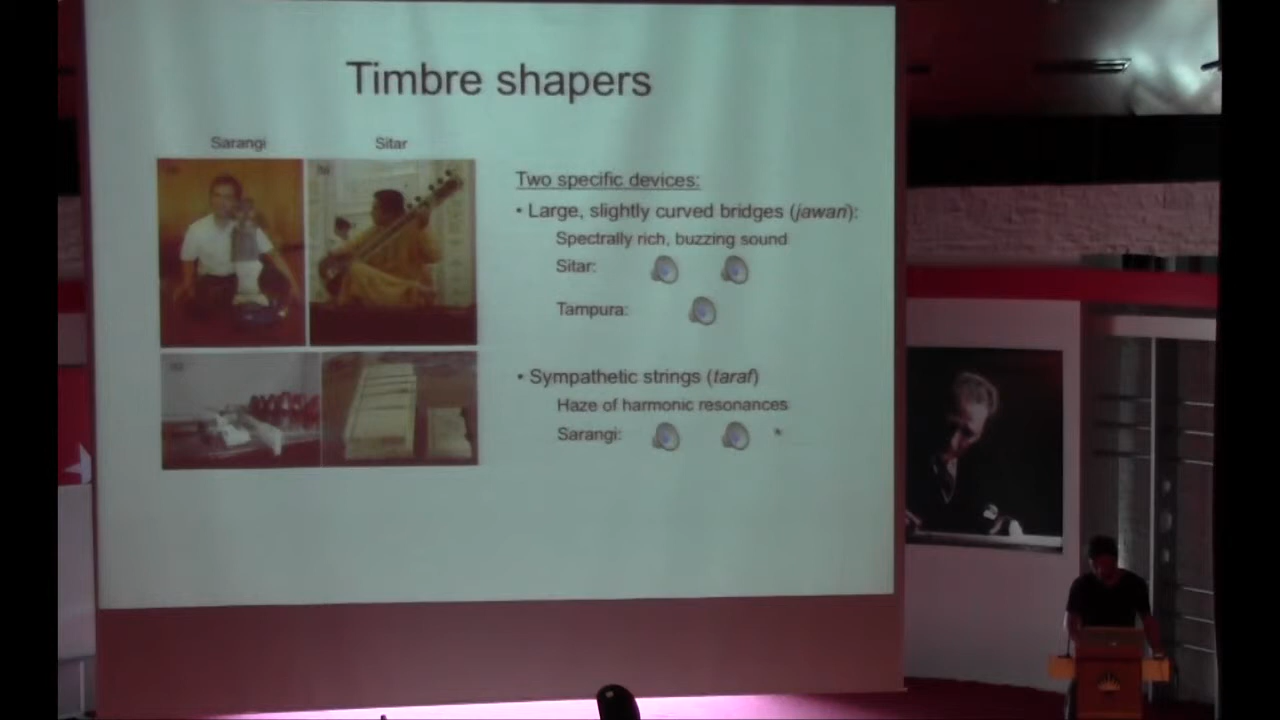 Timbre shapers
Sarangi
Sitar
Two specific devices:
• Large, slightly curved bridges (jawan):
Spectrally rich, buzzing sound
Sitar:
Tampura:
• Sympathetic strings (taraf)
Haze of harmonic resonances
Sarangi:
*